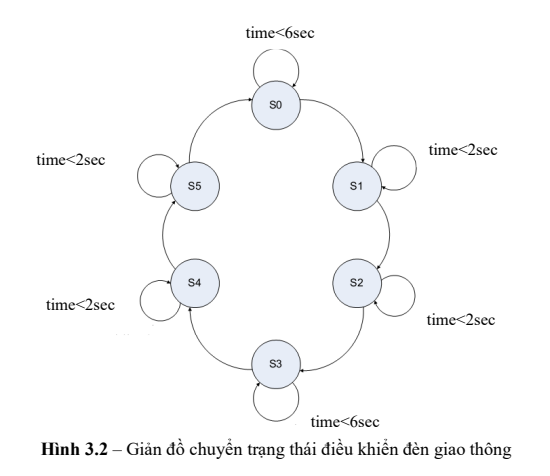 time<6sec
S0
time<2sec
time<2sec
S5
S1
S4
S2
time<2sec
time<2sec
S3
time<6sec
Hình 3.2 – Giản đồ chuyển trạng thái điều khiển đèn giao thông